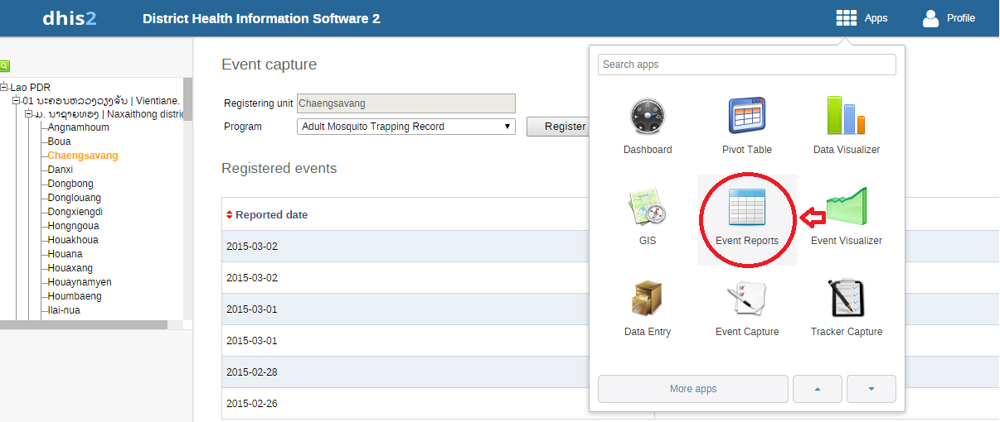 dhis2
District Health Information Software 2
Apps
Profile
Lao PDR
01 ນະຄອນຫລວງວຽງຈັນ | Vientiane.
ມ. ນາຊາຍທອງ | Naxaithong distric
Angnamhoum
Boua
Chaengsavang
Danxi
Dongbong
Donglouang
Dongxiengdi
Hongngoua
Houakhoua
Houana
Houaxang
Houaynamyen
Houmbaeng
Ilai-nua
Event capture
Registering unit Chaengsavang
Program Adult Mosquito Trapping Record
Register
Registered events
Reported date
2015-03-02
2015-03-02
2015-03-01
2015-03-01
2015-02-28
2015-02-26
Search apps
Dashboard Pivot Table Data Visualizer
GIS Event Reports Event Visualizer
Data Entry Event Capture Tracker Capture
More apps